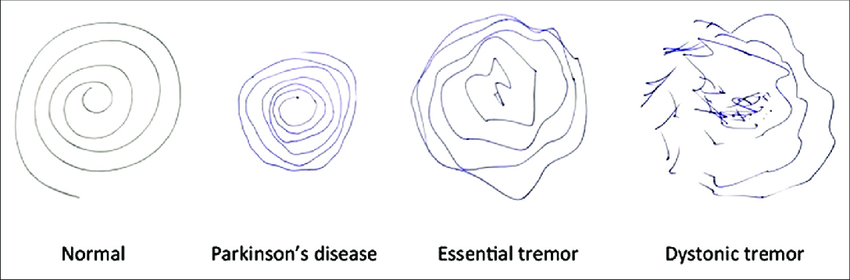 Normal Parkinson's disease Essential tremor Dystonic tremor